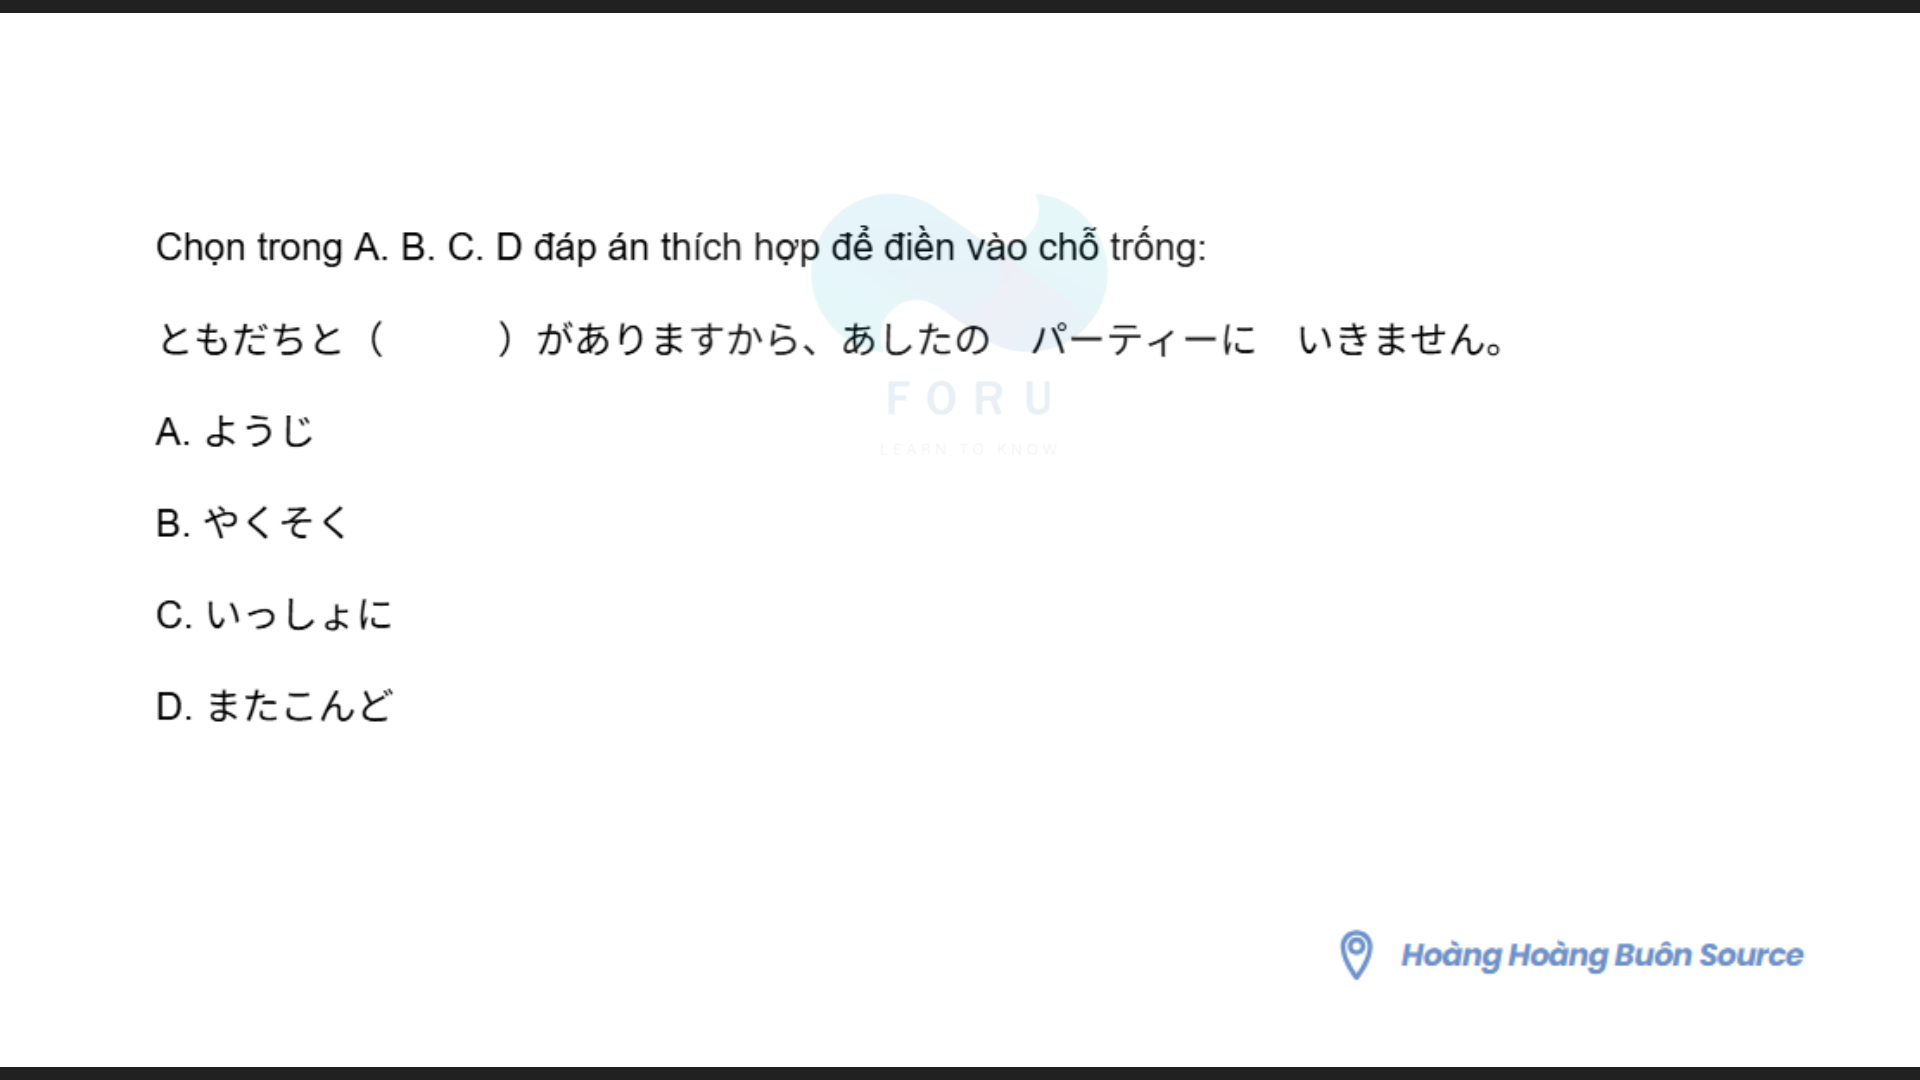 Chọn trong A. B. C. D đáp án thích hợp để điền vào chỗ trống:
ともだちと（　　　）がありますから、あしたの　パーティーに　いきません。
FORU
LEARN TO KNOW
A. ようじ
B. やくそく
C. いっしょに
D. またこんど
Hoàng Hoàng Buôn Source